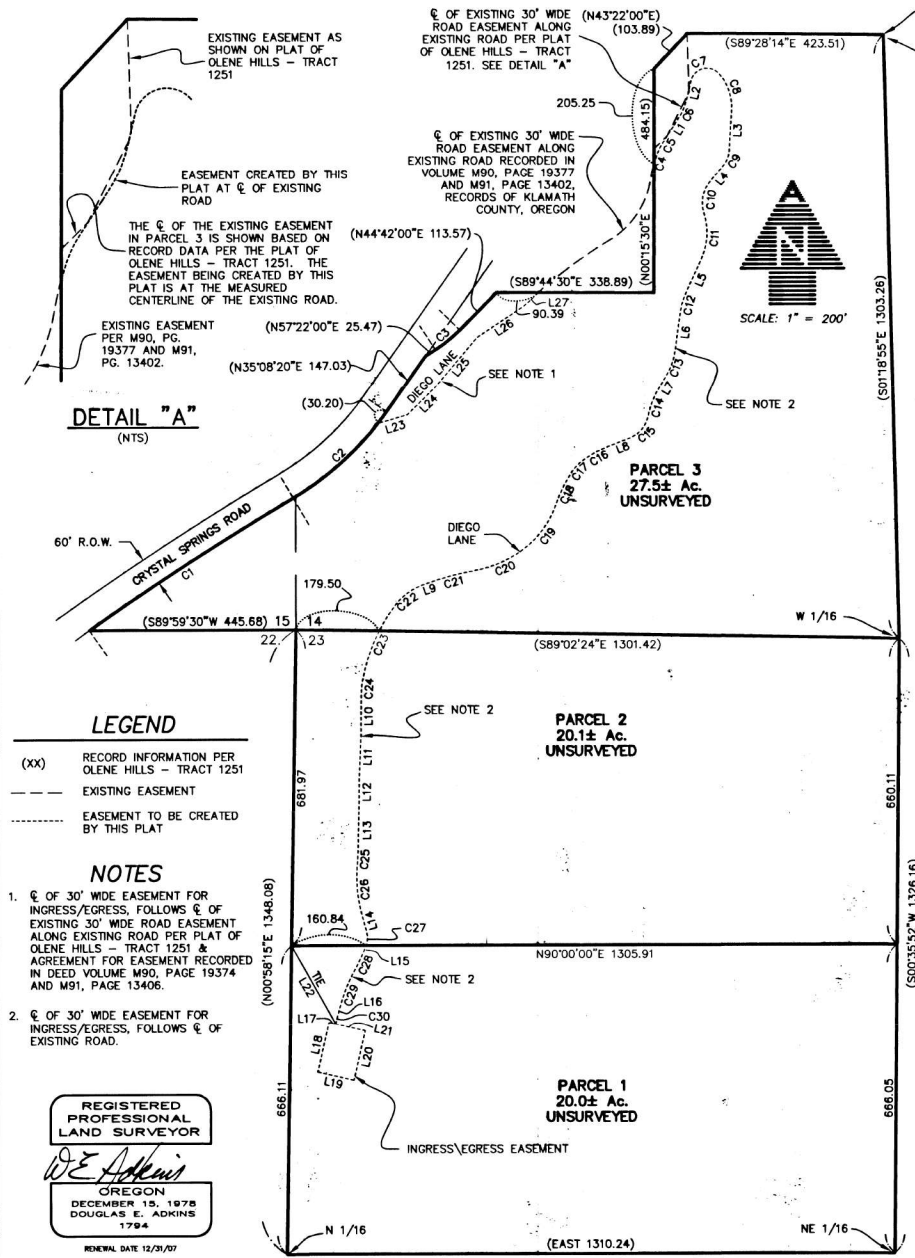 EXISTING EASEMENT AS
SHOWN ON PLAT OF
OLENE HILLS – TRACT
1251
EASEMENT CREATED BY THIS
PLAT AT ℄ OF EXISTING
ROAD
THE ℄ OF THE EXISTING EASEMENT
IN PARCEL 3 IS SHOWN BASED ON
RECORD DATA PER THE PLAT OF
OLENE HILLS – TRACT 1251. THE
EASEMENT BEING CREATED BY THIS
PLAT IS AT THE MEASURED
CENTERLINE OF THE EXISTING ROAD.
EXISTING EASEMENT
PER M90, PG.
19377 AND M91,
PG. 13402.
DETAIL "A"
(NTS)
℄ OF EXISTING 30' WIDE
ROAD EASEMENT ALONG
EXISTING ROAD PER PLAT
OF OLENE HILLS – TRACT
1251. SEE DETAIL "A"
(N43°22'00"E)
(103.89)
(S89°28'14"E 423.51)
205.25
484.15)
(N00°15'30"E
℄ OF EXISTING 30' WIDE
ROAD EASEMENT ALONG
EXISTING ROAD RECORDED IN
VOLUME M90, PAGE 19377
AND M91, PAGE 13402,
RECORDS OF KLAMATH
COUNTY, OREGON
C7
L2
C6
L1
C5
C4
C8
L3
C9
L4
C10
C11
L5
C12
L6
C13
L7
C14
C15
L8
C16
C17
C18
C19
C20
C21
L9
C22
C23
N
SCALE: 1" = 200'
(S01°18'55"E 1303.26)
(N44°42'00"E 113.57)
(S89°44'30"E 338.89)
L27
90.39
L26
(N57°22'00"E 25.47)
C3
(N35°08'20"E 147.03)
DIEGO LANE
L25
L24
SEE NOTE 1
(30.20)
L23
C2
SEE NOTE 2
PARCEL 3
27.5± Ac.
UNSURVEYED
DIEGO
LANE
60' R.O.W.
CRYSTAL SPRINGS ROAD
C1
179.50
(S89°59'30"W 445.68)
15
14
22
23
W 1/16
(S89°02'24"E 1301.42)
C24
L10
L11
L12
L13
C25
C26
L14
C27
SEE NOTE 2
PARCEL 2
20.1± Ac.
UNSURVEYED
681.97
660.11
(N00°58'15"E 1348.08)
(S00°35'52"W 1326.16)
160.84
N90°00'00"E 1305.91
L15
C28
SEE NOTE 2
C29
TIE
L22
L16
C30
L17
L21
L18
L20
L19
INGRESS\EGRESS EASEMENT
PARCEL 1
20.0± Ac.
UNSURVEYED
666.11
666.05
N 1/16
NE 1/16
(EAST 1310.24)
LEGEND
(XX) RECORD INFORMATION PER
OLENE HILLS – TRACT 1251
EXISTING EASEMENT
EASEMENT TO BE CREATED
BY THIS PLAT
NOTES
1. ℄ OF 30' WIDE EASEMENT FOR
INGRESS/EGRESS, FOLLOWS ℄ OF
EXISTING 30' WIDE ROAD EASEMENT
ALONG EXISTING ROAD PER PLAT OF
OLENE HILLS – TRACT 1251 &
AGREEMENT FOR EASEMENT RECORDED
IN DEED VOLUME M90, PAGE 19374
AND M91, PAGE 13406.
2. ℄ OF 30' WIDE EASEMENT FOR
INGRESS/EGRESS, FOLLOWS ℄ OF
EXISTING ROAD.
REGISTERED
PROFESSIONAL
LAND SURVEYOR
W E Adkins
OREGON
DECEMBER 15, 1978
DOUGLAS E. ADKINS
1794
RENEWAL DATE 12/31/07